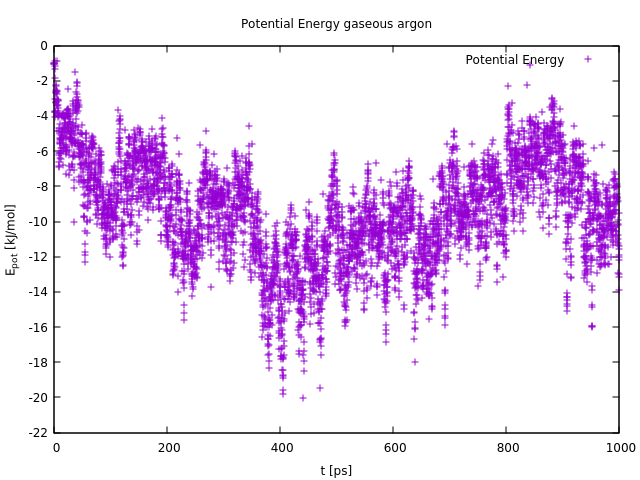 Potential Energy gaseous argon
Potential Energy
0
-2
-4
-6
-8
-10
-12
-14
-16
-18
-20
-22
E_pot [kJ/mol]
0 200 400 600 800 1000
t [ps]